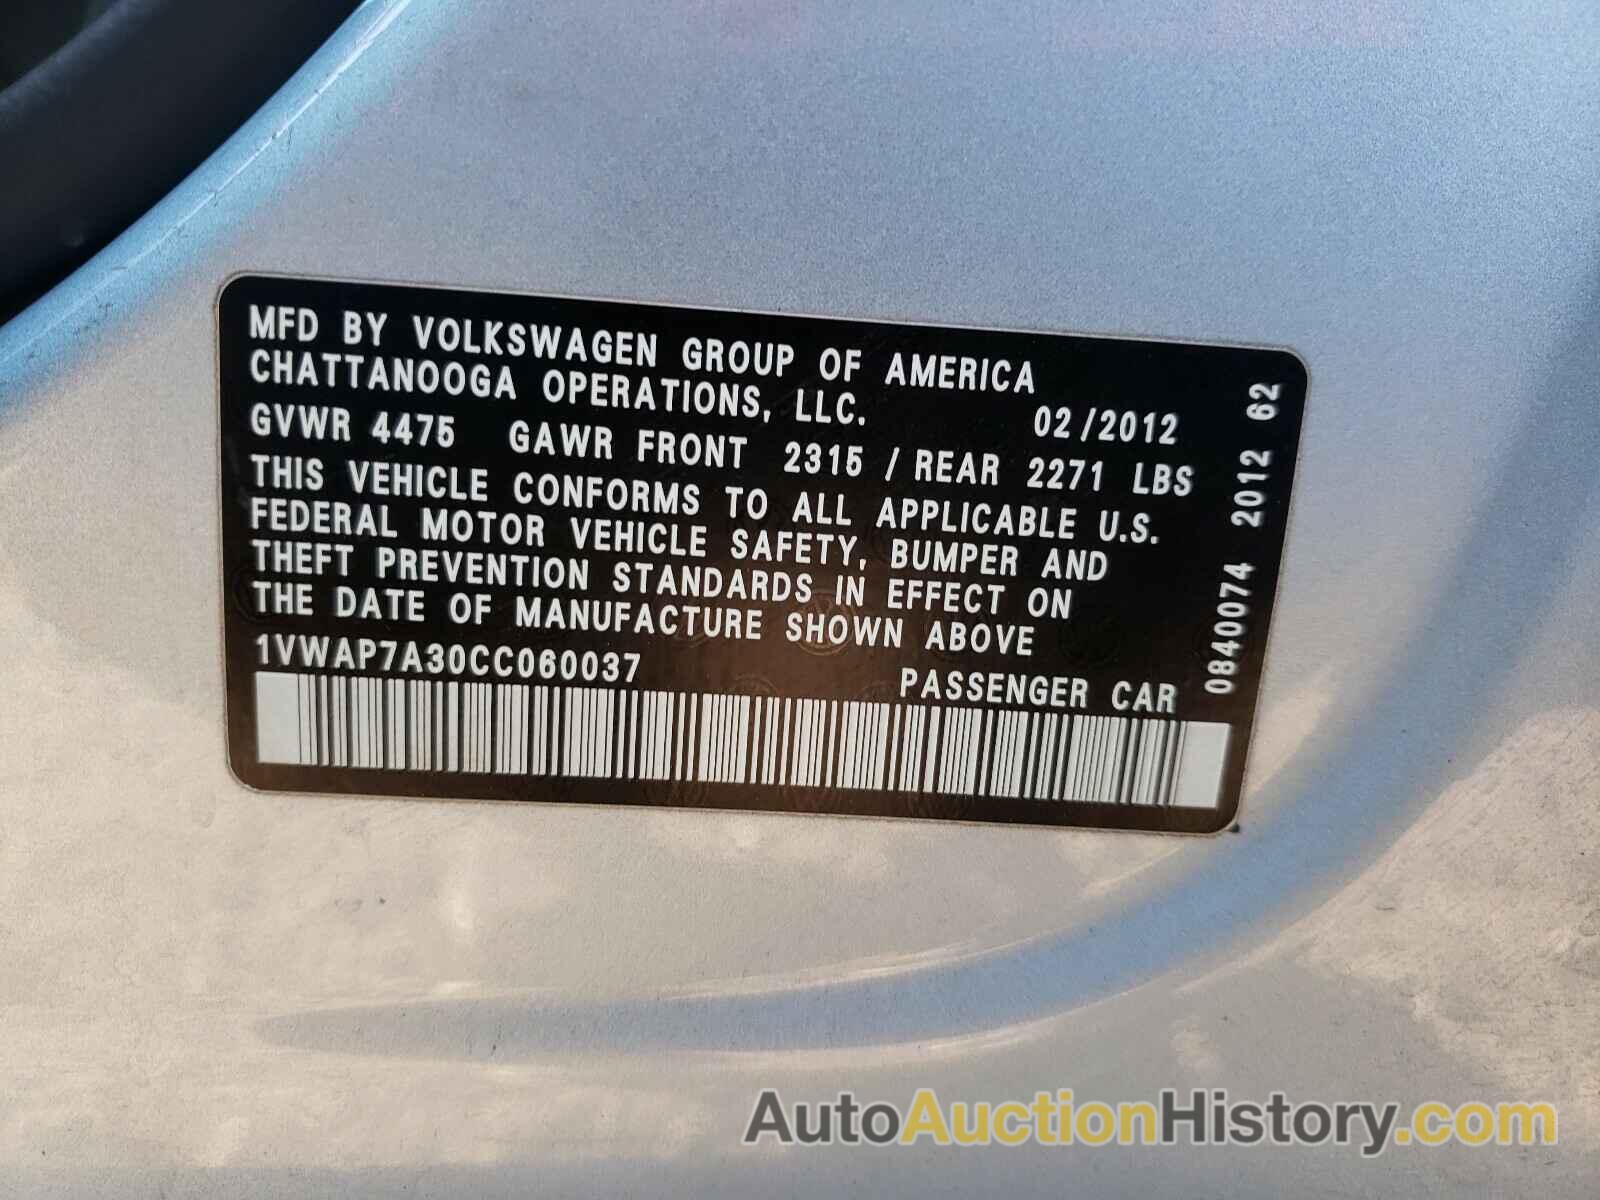 MFD BY VOLKSWAGEN GROUP OF AMERICA
CHATTANOOGA OPERATIONS, LLC.
02/2012
GVWR 4475 GAWR FRONT 2315 / REAR 2271 LBS
THIS VEHICLE CONFORMS TO ALL APPLICABLE U.S.
FEDERAL MOTOR VEHICLE SAFETY, BUMPER AND
THEFT PREVENTION STANDARDS IN EFFECT ON
THE DATE OF MANUFACTURE SHOWN ABOVE
1VWAP7A30CC060037
PASSENGER CAR
0840074 2012 62
AutoAuctionHistory.com